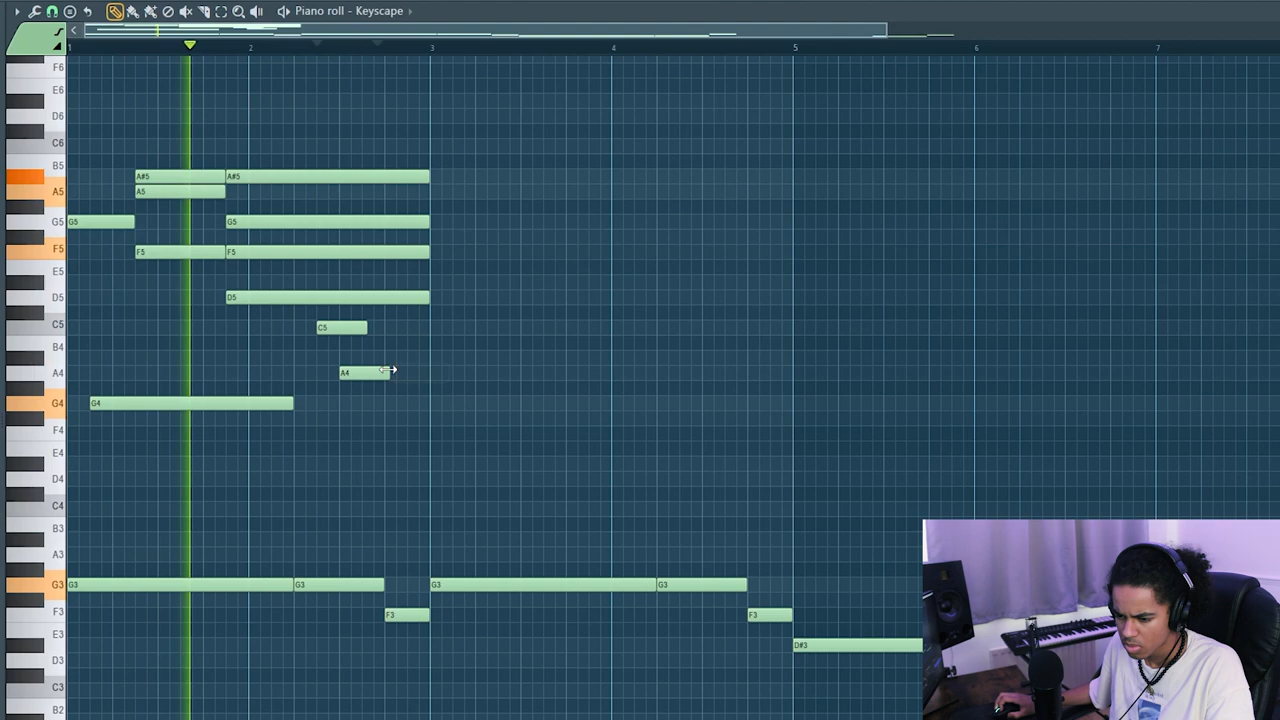 Piano roll - Keyscape
1 2 3 4 5 6 7
F6
E6
D6
C6
B5
A#5 A#5
A5 A5
G5 G5 G5
F5 F5 F5
E5
D5 D5
C5 C5
B4
A4 A4
G4 G4
F4
E4
D4
C4
B3
A3
G3 G3 G3 G3 G3
F3 F3 F3
E3
D#3
D3
C3
B2